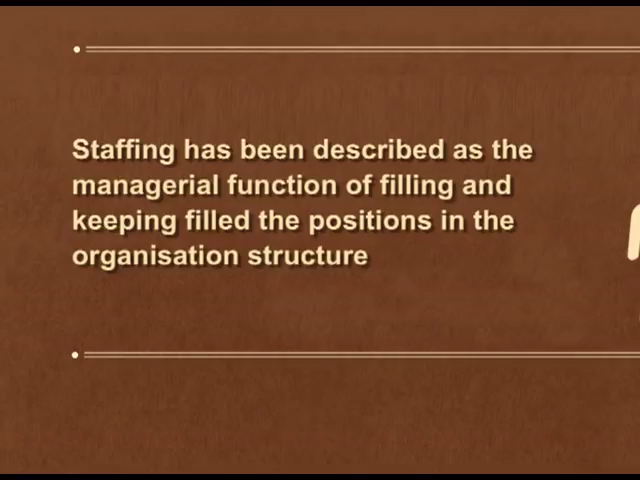 Staffing has been described as the
managerial function of filling and
keeping filled the positions in the
organisation structure